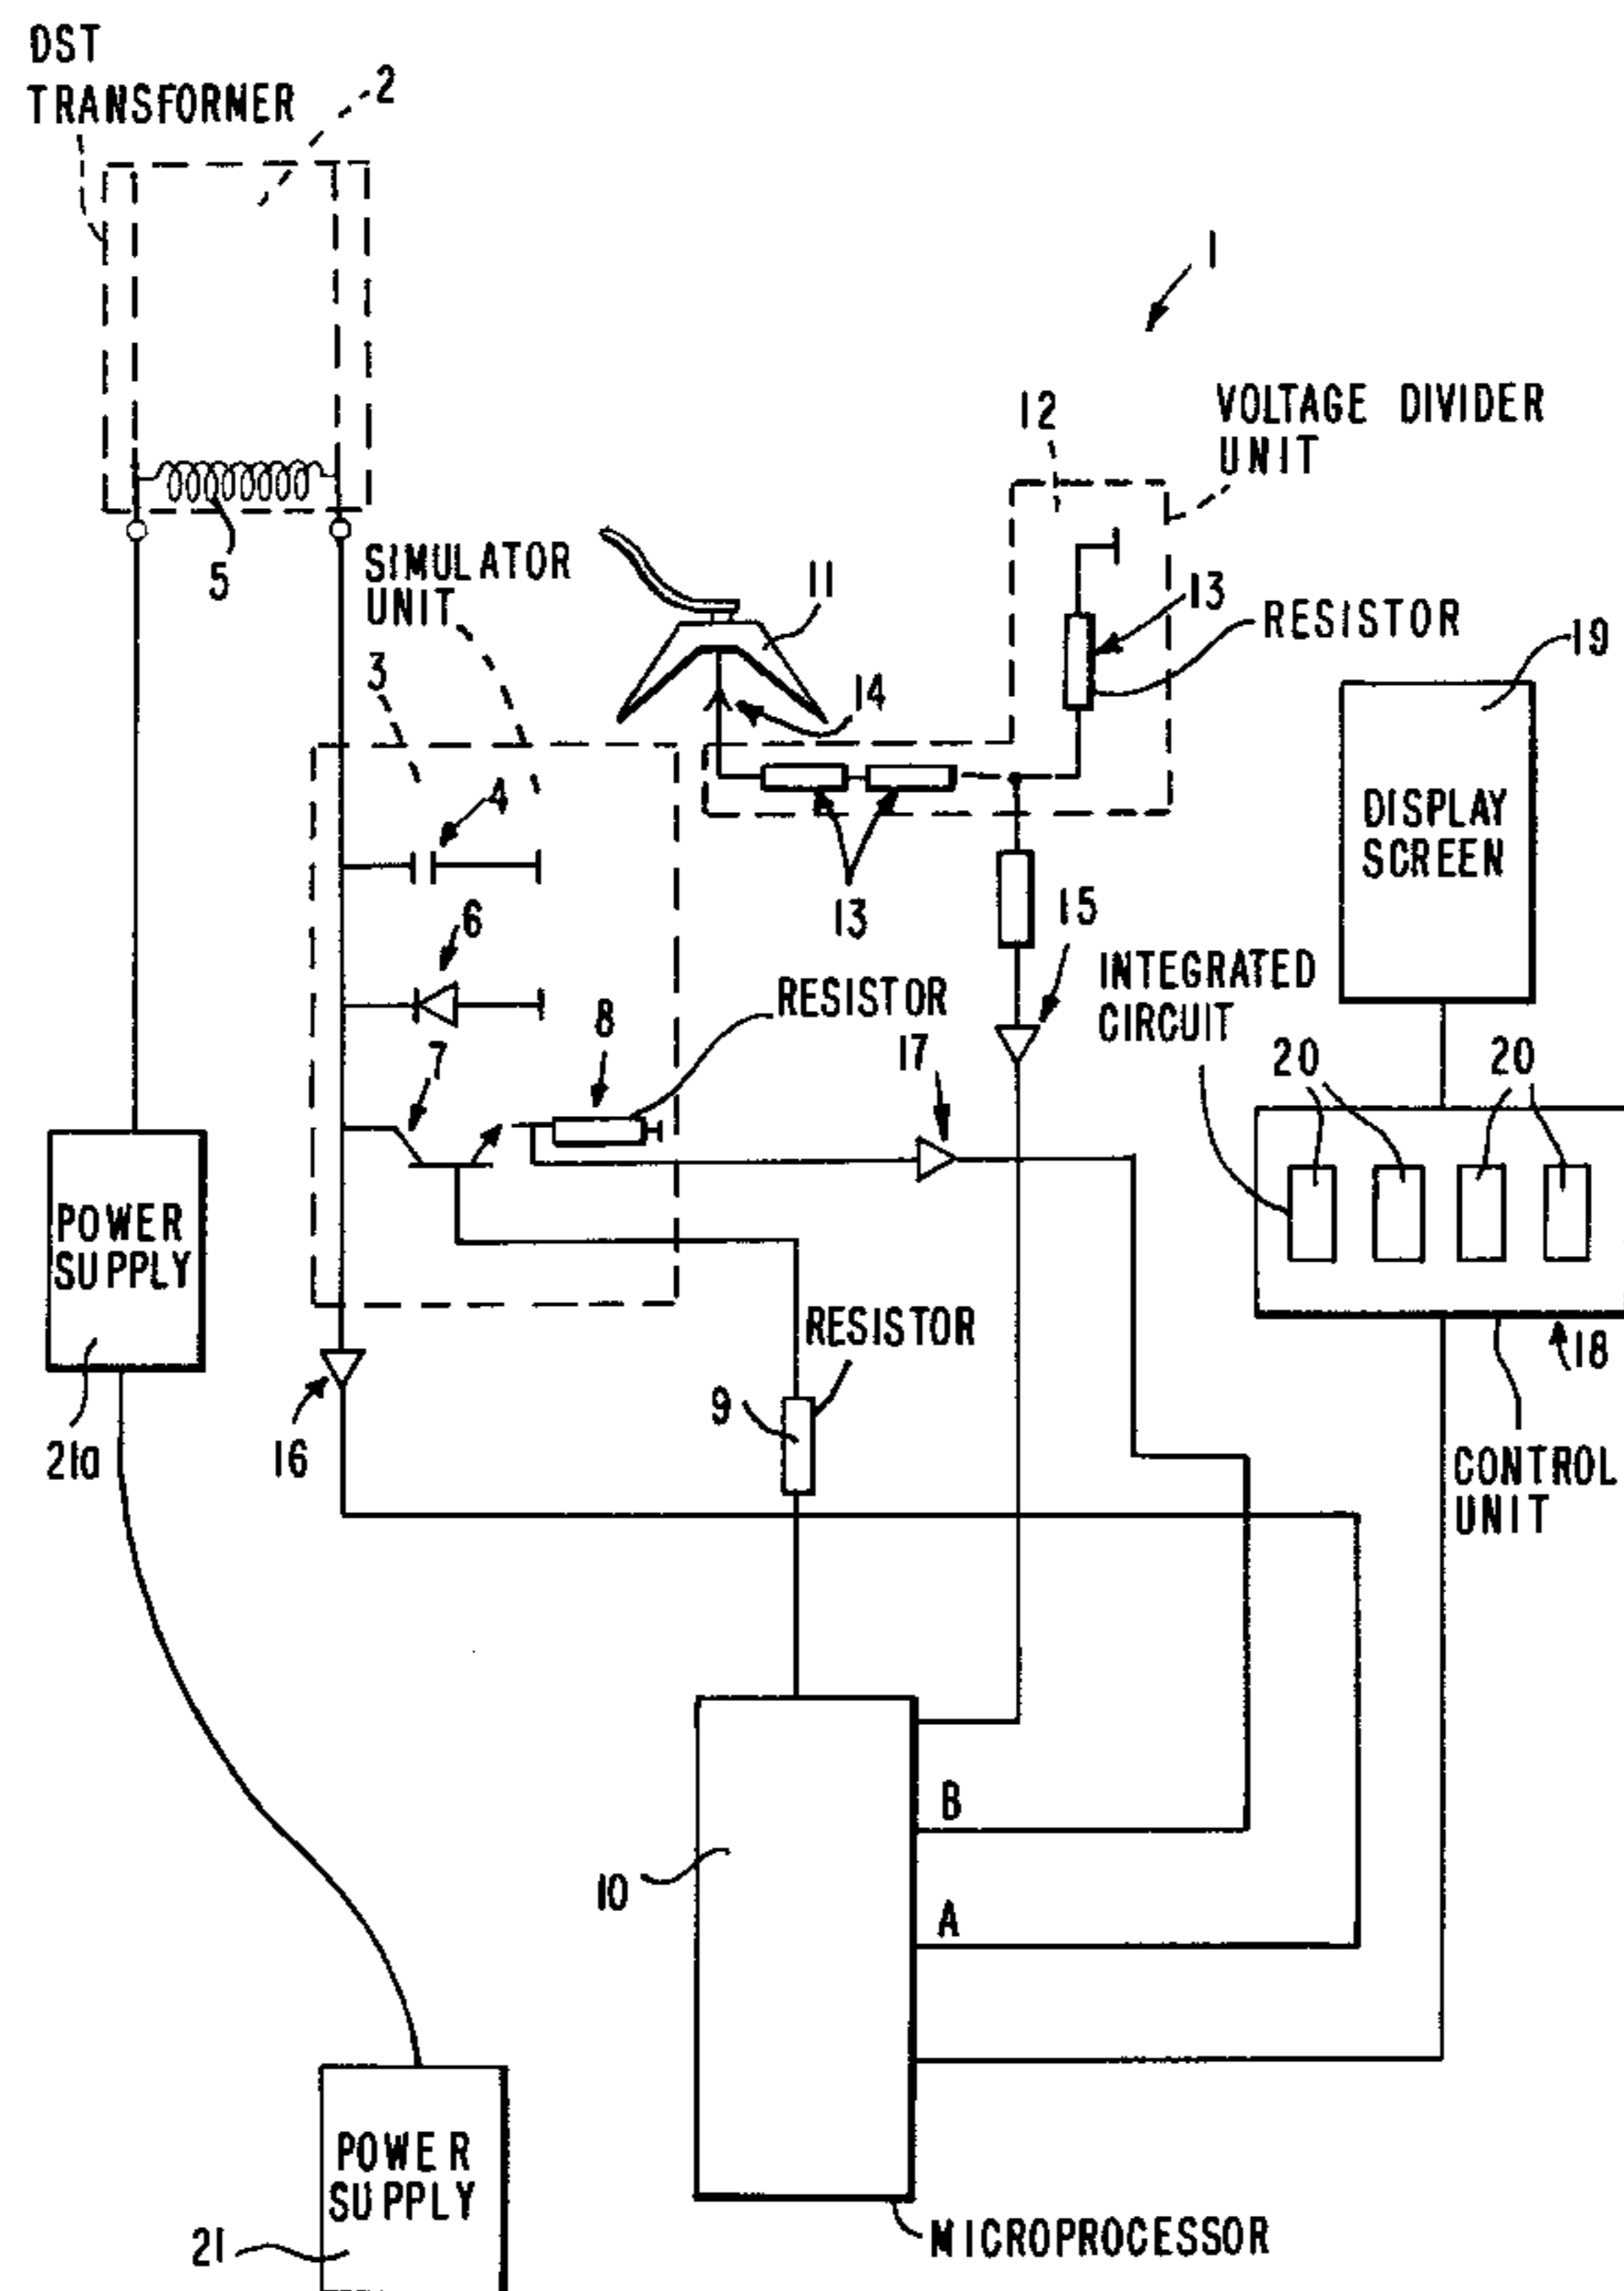 DST
TRANSFORMER
2
1
12
VOLTAGE DIVIDER
UNIT
5
SIMULATOR
UNIT
11
13
RESISTOR
19
3
14
4
DISPLAY
SCREEN
13
15
6
INTEGRATED
CIRCUIT
RESISTOR
8
17
20
20
7
POWER
SUPPLY
RESISTOR
18
9
21a
16
CONTROL
UNIT
B
10
A
POWER
SUPPLY
21
MICROPROCESSOR